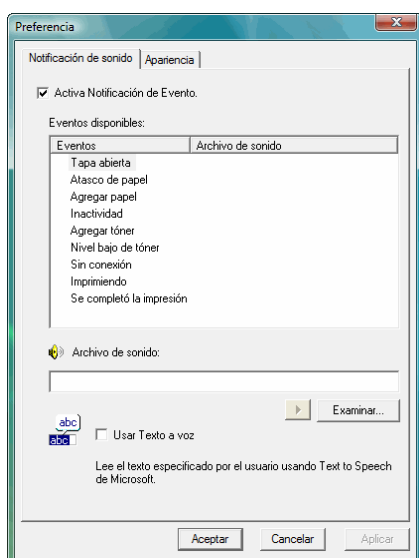 Preferencia
Notificación de sonido Apariencia
Activa Notificación de Evento.
Eventos disponibles:
Eventos Archivo de sonido
Tapa abierta
Atasco de papel
Agregar papel
Inactividad
Agregar tóner
Nivel bajo de tóner
Sin conexión
Imprimiendo
Se completó la impresión
Archivo de sonido:
Examinar...
abc
abc
Usar Texto a voz
Lee el texto especificado por el usuario usando Text to Speech
de Microsoft.
Aceptar Cancelar Aplicar